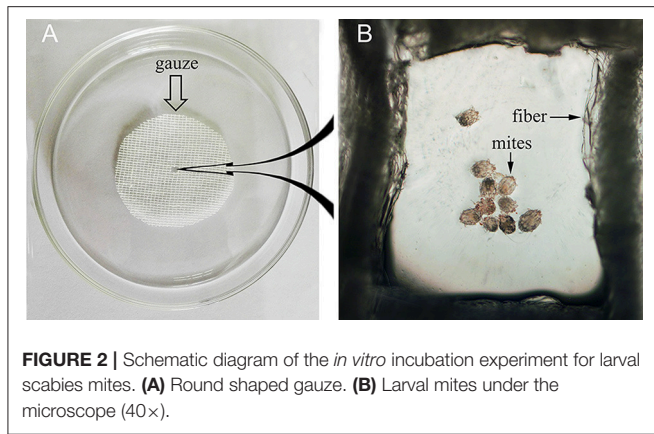 A
B
gauze
fiber
mites
FIGURE 2 | Schematic diagram of the in vitro incubation experiment for larval
scabies mites. (A) Round shaped gauze. (B) Larval mites under the
microscope (40×).